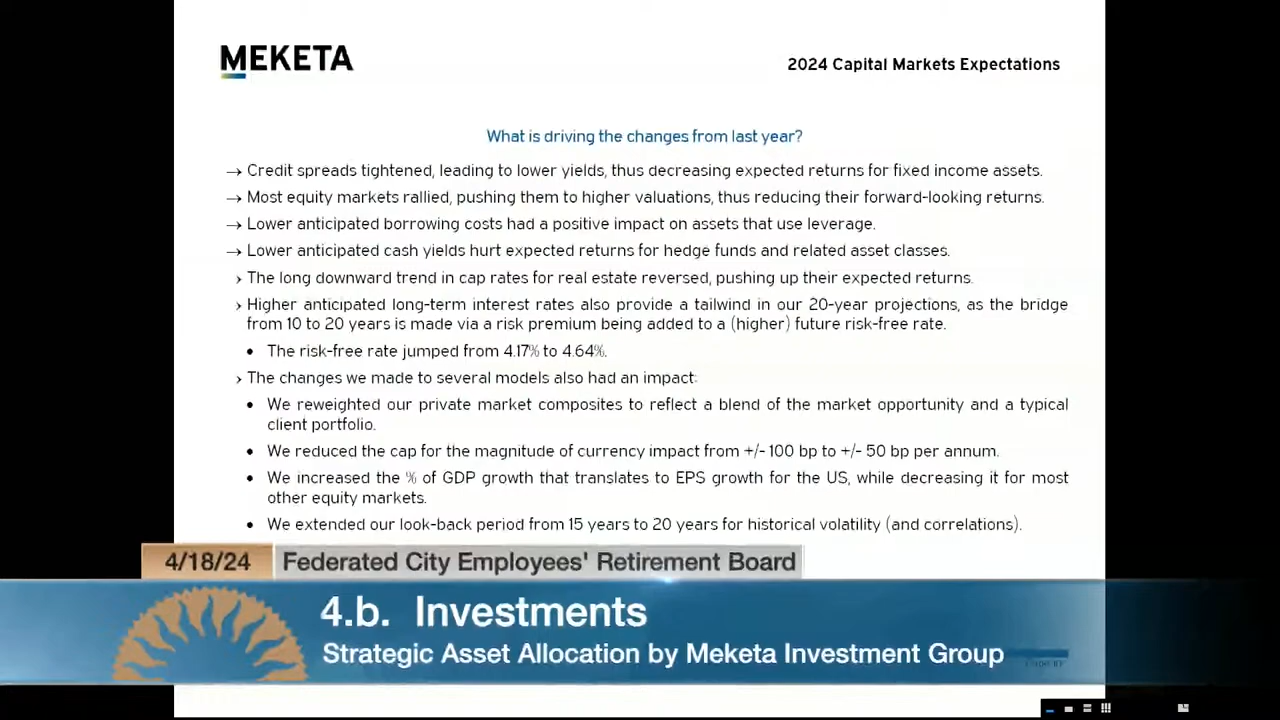 MEKETA
2024 Capital Markets Expectations
What is driving the changes from last year?
→ Credit spreads tightened, leading to lower yields, thus decreasing expected returns for fixed income assets.
→ Most equity markets rallied, pushing them to higher valuations, thus reducing their forward-looking returns.
→ Lower anticipated borrowing costs had a positive impact on assets that use leverage.
→ Lower anticipated cash yields hurt expected returns for hedge funds and related asset classes.
› The long downward trend in cap rates for real estate reversed, pushing up their expected returns.
› Higher anticipated long-term interest rates also provide a tailwind in our 20-year projections, as the bridge
from 10 to 20 years is made via a risk premium being added to a (higher) future risk-free rate.
• The risk-free rate jumped from 4.17% to 4.64%.
› The changes we made to several models also had an impact:
• We reweighted our private market composites to reflect a blend of the market opportunity and a typical
client portfolio.
• We reduced the cap for the magnitude of currency impact from +/- 100 bp to +/- 50 bp per annum.
• We increased the % of GDP growth that translates to EPS growth for the US, while decreasing it for most
other equity markets.
• We extended our look-back period from 15 years to 20 years for historical volatility (and correlations).
4/18/24 Federated City Employees' Retirement Board
4.b. Investments
Strategic Asset Allocation by Meketa Investment Group